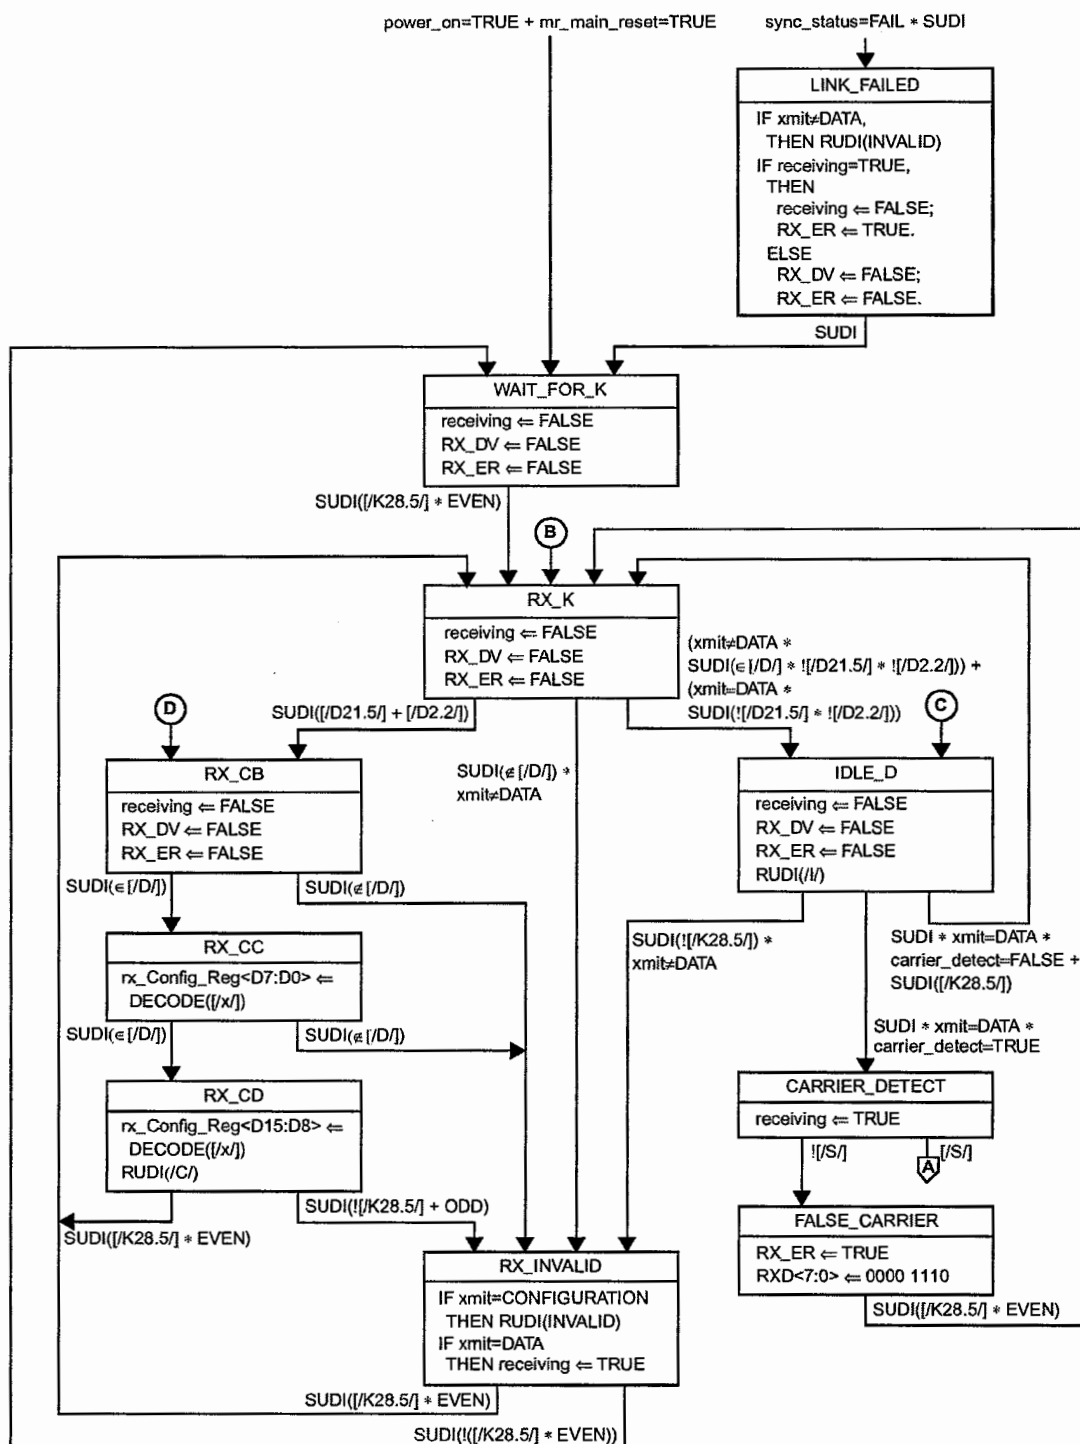 power_on=TRUE + mr_main_reset=TRUE
sync_status=FAIL * SUDI
LINK_FAILED
IF xmit≠DATA,
THEN RUDI(INVALID)
IF receiving=TRUE,
THEN
receiving ⇐ FALSE;
RX_ER ⇐ TRUE.
ELSE
RX_DV ⇐ FALSE;
RX_ER ⇐ FALSE.
SUDI
WAIT_FOR_K
receiving ⇐ FALSE
RX_DV ⇐ FALSE
RX_ER ⇐ FALSE
SUDI([/K28.5/] * EVEN)
B
RX_K
receiving ⇐ FALSE
RX_DV ⇐ FALSE
RX_ER ⇐ FALSE
(xmit≠DATA *
SUDI(∈[/D/] * ![/D21.5/] * ![/D2.2/])) +
(xmit=DATA *
SUDI(![/D21.5/] * ![/D2.2/]))
D
SUDI([/D21.5/] + [/D2.2/])
C
SUDI(∉[/D/]) *
xmit≠DATA
RX_CB
receiving ⇐ FALSE
RX_DV ⇐ FALSE
RX_ER ⇐ FALSE
IDLE_D
receiving ⇐ FALSE
RX_DV ⇐ FALSE
RX_ER ⇐ FALSE
RUDI(/I/)
SUDI(∈[/D/])
SUDI(∉[/D/])
SUDI(![/K28.5/]) *
xmit≠DATA
SUDI * xmit=DATA *
carrier_detect=FALSE +
SUDI([/K28.5/])
RX_CC
rx_Config_Reg<D7:D0> ⇐
DECODE([/x/])
SUDI(∈[/D/])
SUDI(∉[/D/])
SUDI * xmit=DATA *
carrier_detect=TRUE
RX_CD
rx_Config_Reg<D15:D8> ⇐
DECODE([/x/])
RUDI(/C/)
CARRIER_DETECT
receiving ⇐ TRUE
![/S/]
[/S/]
A
SUDI([/K28.5/] * EVEN)
SUDI(![/K28.5/] + ODD)
FALSE_CARRIER
RX_ER ⇐ TRUE
RXD<7:0> ⇐ 0000 1110
SUDI([/K28.5/] * EVEN)
RX_INVALID
IF xmit=CONFIGURATION
THEN RUDI(INVALID)
IF xmit=DATA
THEN receiving ⇐ TRUE
SUDI([/K28.5/] * EVEN)
SUDI(!([/K28.5/] * EVEN))